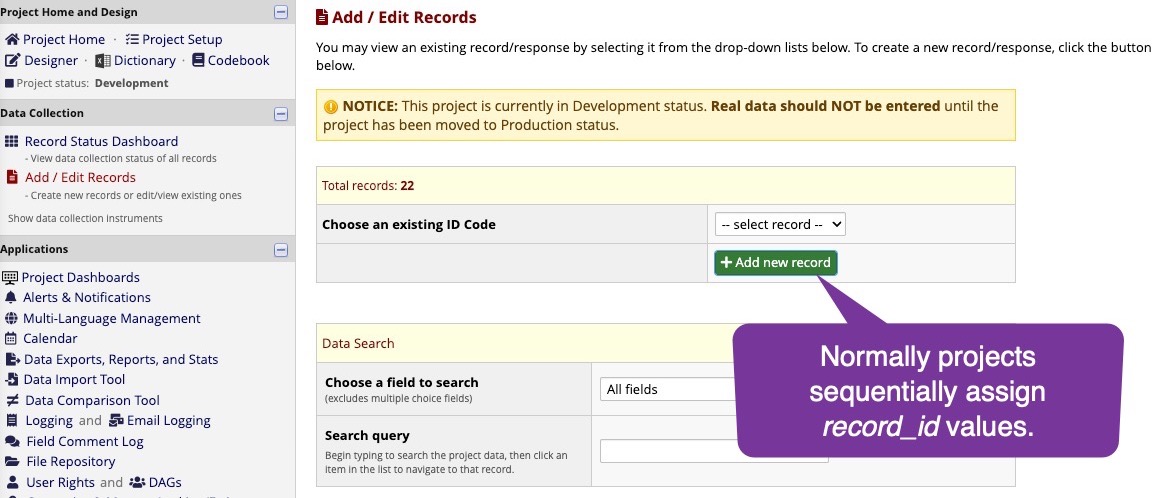 Project Home and Design
Project Home · Project Setup
Designer · Dictionary · Codebook
Project status: Development
Data Collection
Record Status Dashboard
- View data collection status of all records
Add / Edit Records
- Create new records or edit/view existing ones
Show data collection instruments
Applications
Project Dashboards
Alerts & Notifications
Multi-Language Management
Calendar
Data Exports, Reports, and Stats
Data Import Tool
Data Comparison Tool
Logging and Email Logging
Field Comment Log
File Repository
User Rights and DAGs
Add / Edit Records
You may view an existing record/response by selecting it from the drop-down lists below. To create a new record/response, click the button
below.
NOTICE: This project is currently in Development status. Real data should NOT be entered until the
project has been moved to Production status.
Total records: 22
Choose an existing ID Code
-- select record --
+ Add new record
Data Search
Choose a field to search
(excludes multiple choice fields)
All fields
Search query
Begin typing to search the project data, then click an
item in the list to navigate to that record.
Normally projects
sequentially assign
record_id values.